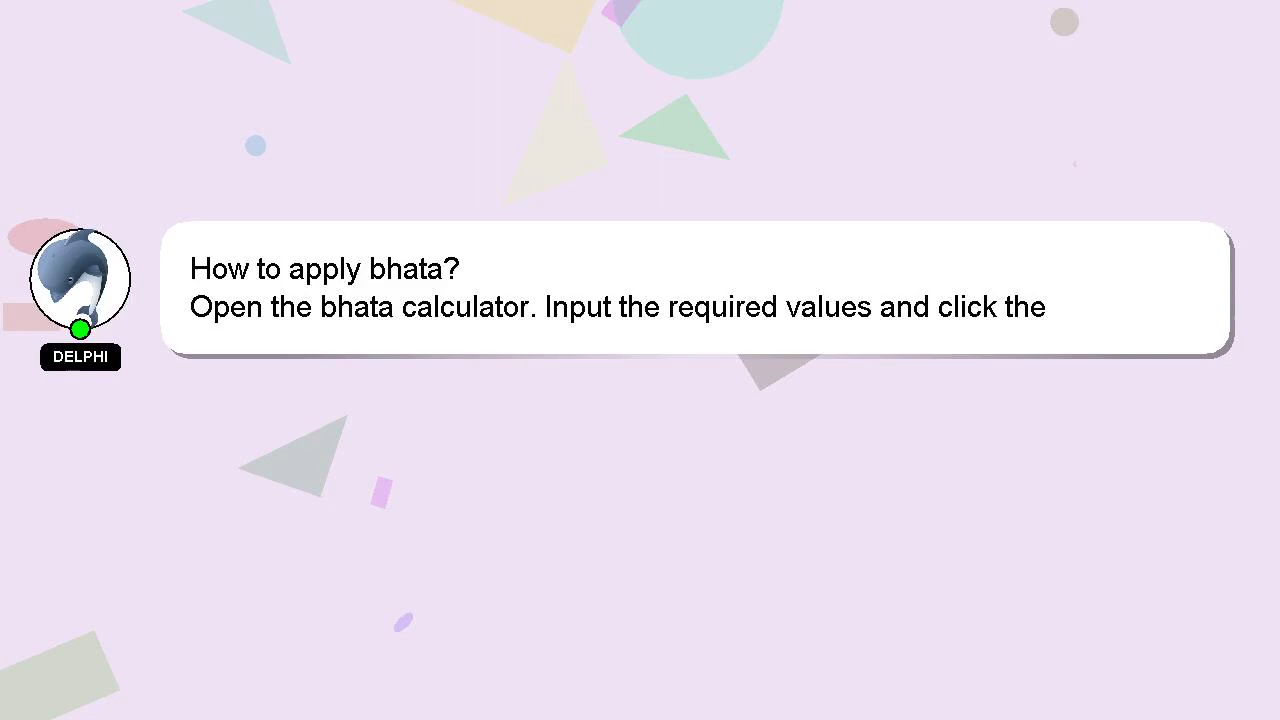 How to apply bhata?
Open the bhata calculator. Input the required values and click the
DELPHI